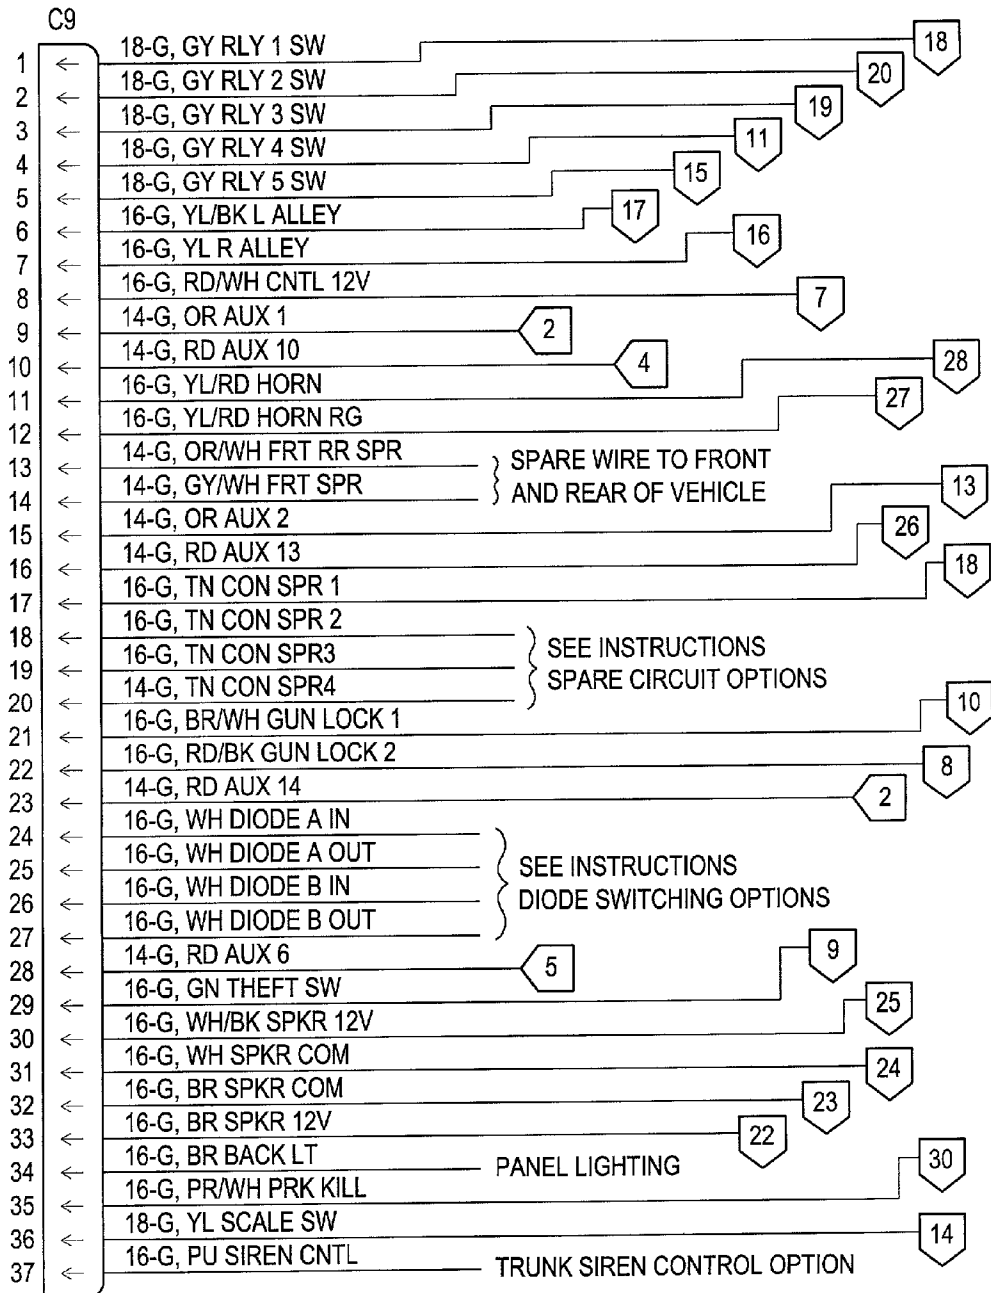 C9
1 ← 18-G, GY RLY 1 SW 18
2 ← 18-G, GY RLY 2 SW 20
3 ← 18-G, GY RLY 3 SW 19
4 ← 18-G, GY RLY 4 SW 11
5 ← 18-G, GY RLY 5 SW 15
6 ← 16-G, YL/BK L ALLEY 17
7 ← 16-G, YL R ALLEY 16
8 ← 16-G, RD/WH CNTL 12V 7
9 ← 14-G, OR AUX 1 2
10 ← 14-G, RD AUX 10 4
11 ← 16-G, YL/RD HORN 28
12 ← 16-G, YL/RD HORN RG 27
13 ← 14-G, OR/WH FRT RR SPR SPARE WIRE TO FRONT
14 ← 14-G, GY/WH FRT SPR AND REAR OF VEHICLE
15 ← 14-G, OR AUX 2 13
16 ← 14-G, RD AUX 13 26
17 ← 16-G, TN CON SPR 1 18
18 ← 16-G, TN CON SPR 2
19 ← 16-G, TN CON SPR3 SEE INSTRUCTIONS
20 ← 14-G, TN CON SPR4 SPARE CIRCUIT OPTIONS
21 ← 16-G, BR/WH GUN LOCK 1 10
22 ← 16-G, RD/BK GUN LOCK 2 8
23 ← 14-G, RD AUX 14 2
24 ← 16-G, WH DIODE A IN
25 ← 16-G, WH DIODE A OUT SEE INSTRUCTIONS
26 ← 16-G, WH DIODE B IN DIODE SWITCHING OPTIONS
27 ← 16-G, WH DIODE B OUT
28 ← 14-G, RD AUX 6 5
29 ← 16-G, GN THEFT SW 9
30 ← 16-G, WH/BK SPKR 12V 25
31 ← 16-G, WH SPKR COM 24
32 ← 16-G, BR SPKR COM 23
33 ← 16-G, BR SPKR 12V 22
34 ← 16-G, BR BACK LT PANEL LIGHTING
35 ← 16-G, PR/WH PRK KILL 30
36 ← 18-G, YL SCALE SW 14
37 ← 16-G, PU SIREN CNTL TRUNK SIREN CONTROL OPTION